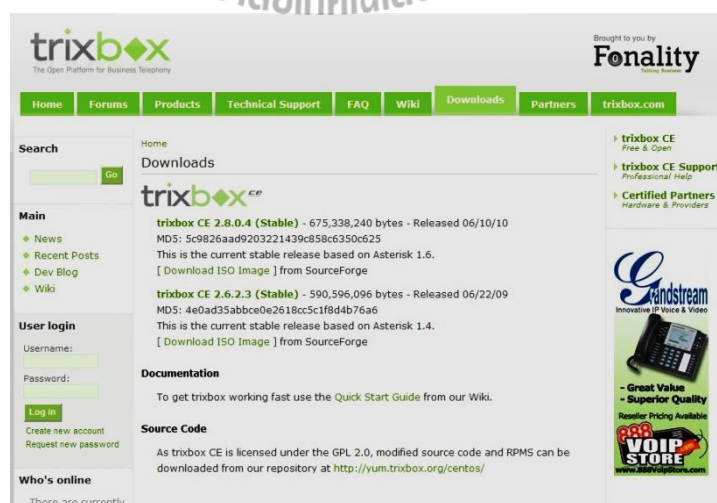 trixbox
The Open Platform for Business Telephony
Brought to you by
Fonality
Talking Business
Home Forums Products Technical Support FAQ Wiki Downloads Partners trixbox.com
Search
Go
Main
News
Recent Posts
Dev Blog
Wiki
User login
Username:
Password:
Log in
Create new account
Request new password
Who's online
There are currently
Home
Downloads
trixbox CE
trixbox CE 2.8.0.4 (Stable) - 675,338,240 bytes - Released 06/10/10
MD5: 5c9826aad9203221439c858c6350c625
This is the current stable release based on Asterisk 1.6.
[ Download ISO Image ] from SourceForge
trixbox CE 2.6.2.3 (Stable) - 590,596,096 bytes - Released 06/22/09
MD5: 4e0ad35abbce0e2618cc5c1f8d4b76a6
This is the current stable release based on Asterisk 1.4.
[ Download ISO Image ] from SourceForge
Documentation
To get trixbox working fast use the Quick Start Guide from our Wiki.
Source Code
As trixbox CE is licensed under the GPL 2.0, modified source code and RPMS can be
downloaded from our repository at http://yum.trixbox.org/centos/
trixbox CE
Free & Open
trixbox CE Support
Professional Help
Certified Partners
Hardware & Providers
Grandstream
Innovative IP Voice & Video
- Great Value
- Superior Quality
Reseller Pricing Available
888
VOIP
STORE
www.888VoipStore.com